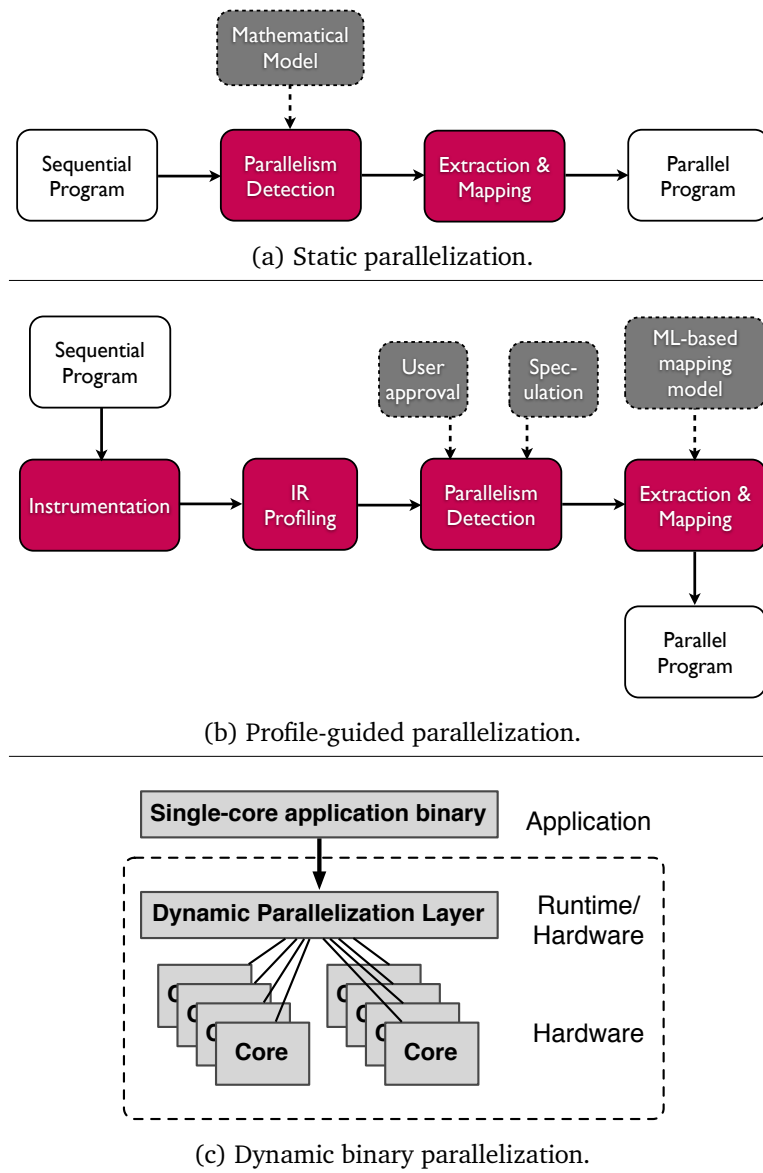 Mathematical
Model
Sequential
Program
Parallelism
Detection
Extraction &
Mapping
Parallel
Program
(a) Static parallelization.
Sequential
Program
User
approval
Spec-
ulation
ML-based
mapping
model
Instrumentation
IR
Profiling
Parallelism
Detection
Extraction &
Mapping
Parallel
Program
(b) Profile-guided parallelization.
Single-core application binary
Application
Dynamic Parallelization Layer
Runtime/
Hardware
Core
Core
Hardware
(c) Dynamic binary parallelization.